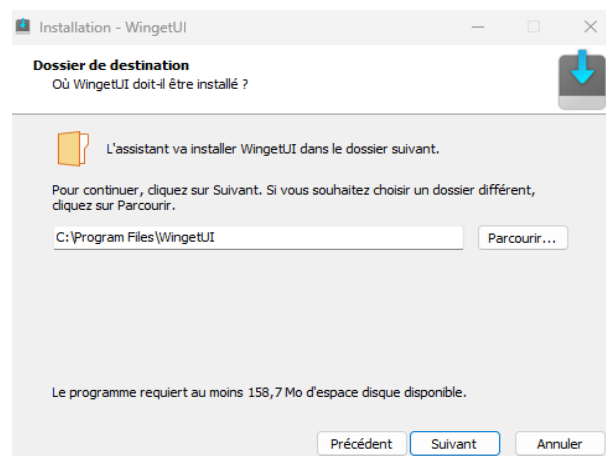 Installation - WingetUI
Dossier de destination
Où WingetUI doit-il être installé ?
L'assistant va installer WingetUI dans le dossier suivant.
Pour continuer, cliquez sur Suivant. Si vous souhaitez choisir un dossier différent,
cliquez sur Parcourir.
C:\Program Files\WingetUI
Parcourir...
Le programme requiert au moins 158,7 Mo d'espace disque disponible.
Précédent
Suivant
Annuler